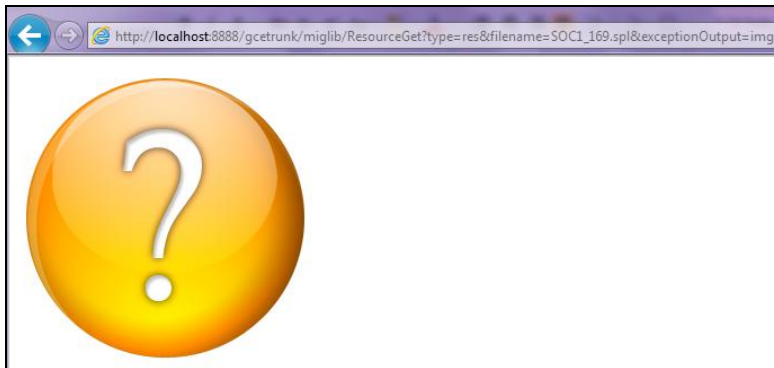 http://localhost:8888/gcetrunk/miglib/ResourceGet?type=res&filename=SOC1_169.spl&exceptionOutput=img
?